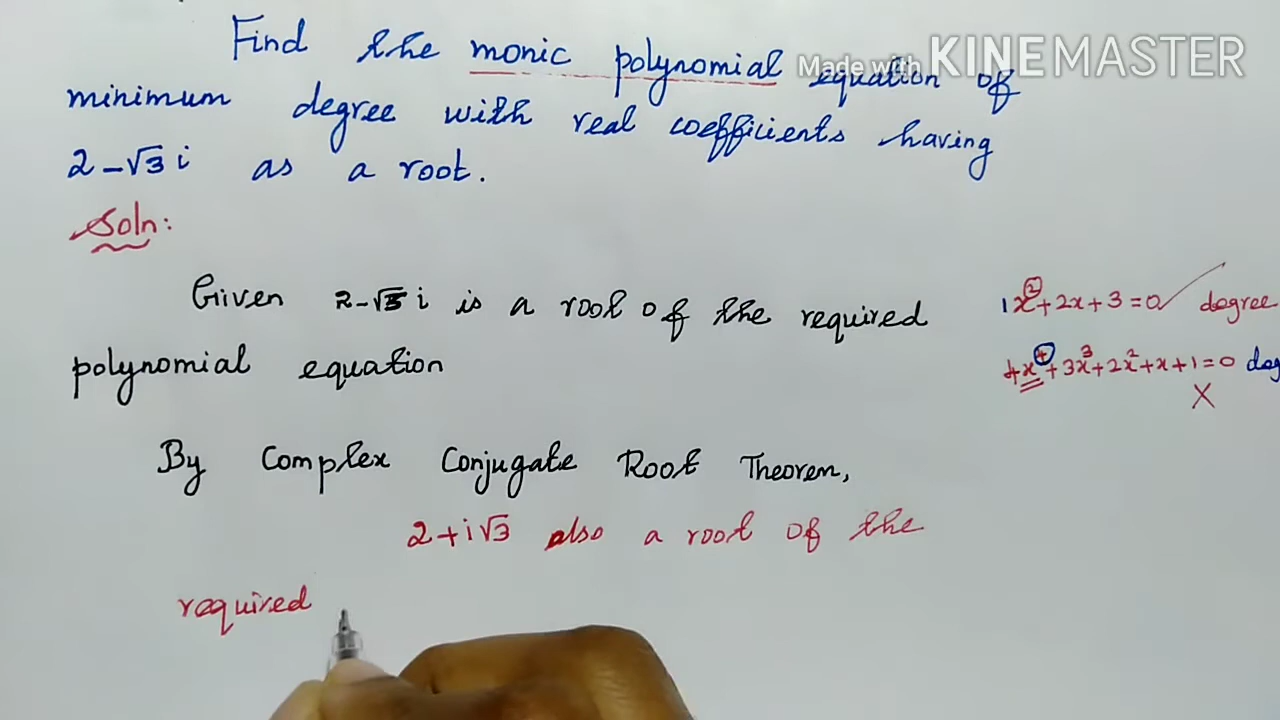 Find the monic polynomial equation of
minimum degree with real coefficients having
2-√3 i as a root.
Soln:
Given 2-√3 i is a root of the required
polynomial equation
By Complex Conjugate Root Theorem,
2+i√3 also a root of the
required
1x²+2x+3=0✓ degree
4x⁴+3x³+2x²+x+1=0 deg
X
Made with KINEMASTER